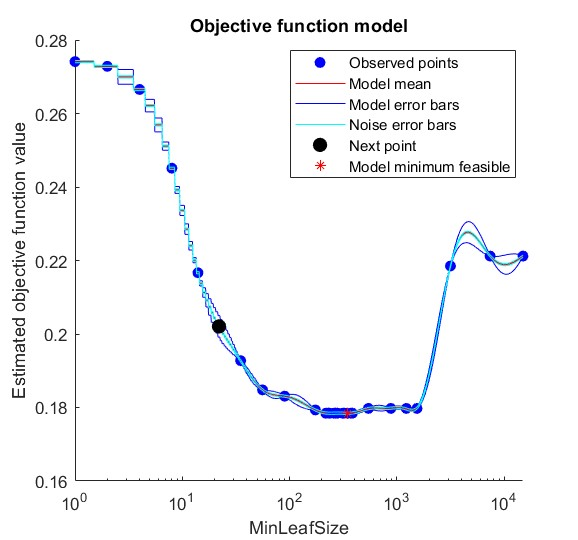 Objective function model
Observed points
Model mean
Model error bars
Noise error bars
Next point
Model minimum feasible
Estimated objective function value
0.28
0.26
0.24
0.22
0.2
0.18
0.16
10^0 10^1 10^2 10^3 10^4
MinLeafSize